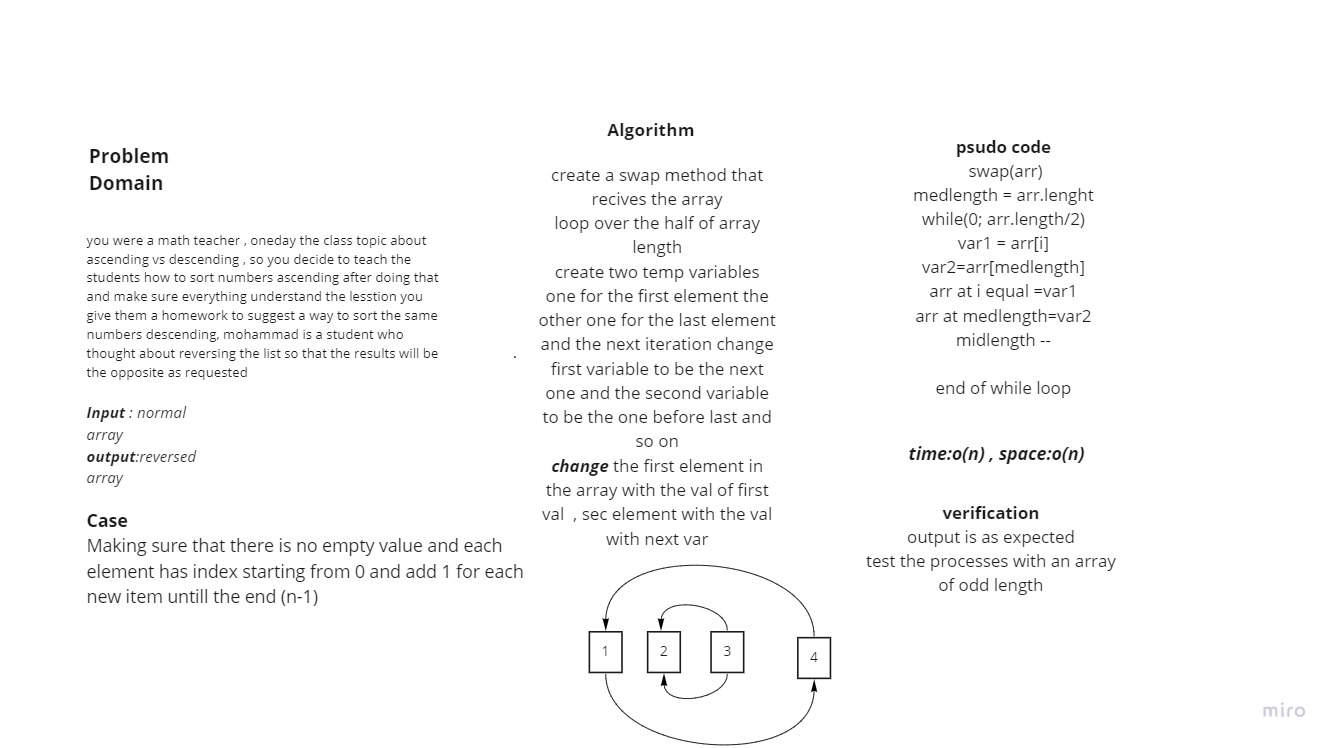 Problem
Domain
you were a math teacher , oneday the class topic about
ascending vs descending , so you decide to teach the
students how to sort numbers ascending after doing that
and make sure everything understand the lesstion you
give them a homework to suggest a way to sort the same
numbers descending, mohammad is a student who
thought about reversing the list so that the results will be
the opposite as requested
Input : normal
array
output:reversed
array
Case
Making sure that there is no empty value and each
element has index starting from 0 and add 1 for each
new item untill the end (n-1)
.
Algorithm
create a swap method that
recives the array
loop over the half of array
length
create two temp variables
one for the first element the
other one for the last element
and the next iteration change
first variable to be the next
one and the second variable
to be the one before last and
so on
change the first element in
the array with the val of first
val , sec element with the val
with next var
1
2
3
4
psudo code
swap(arr)
medlength = arr.lenght
while(0; arr.length/2)
var1 = arr[i]
var2=arr[medlength]
arr at i equal =var1
arr at medlength=var2
midlength --
end of while loop
time:o(n) , space:o(n)
verification
output is as expected
test the processes with an array
of odd length
miro